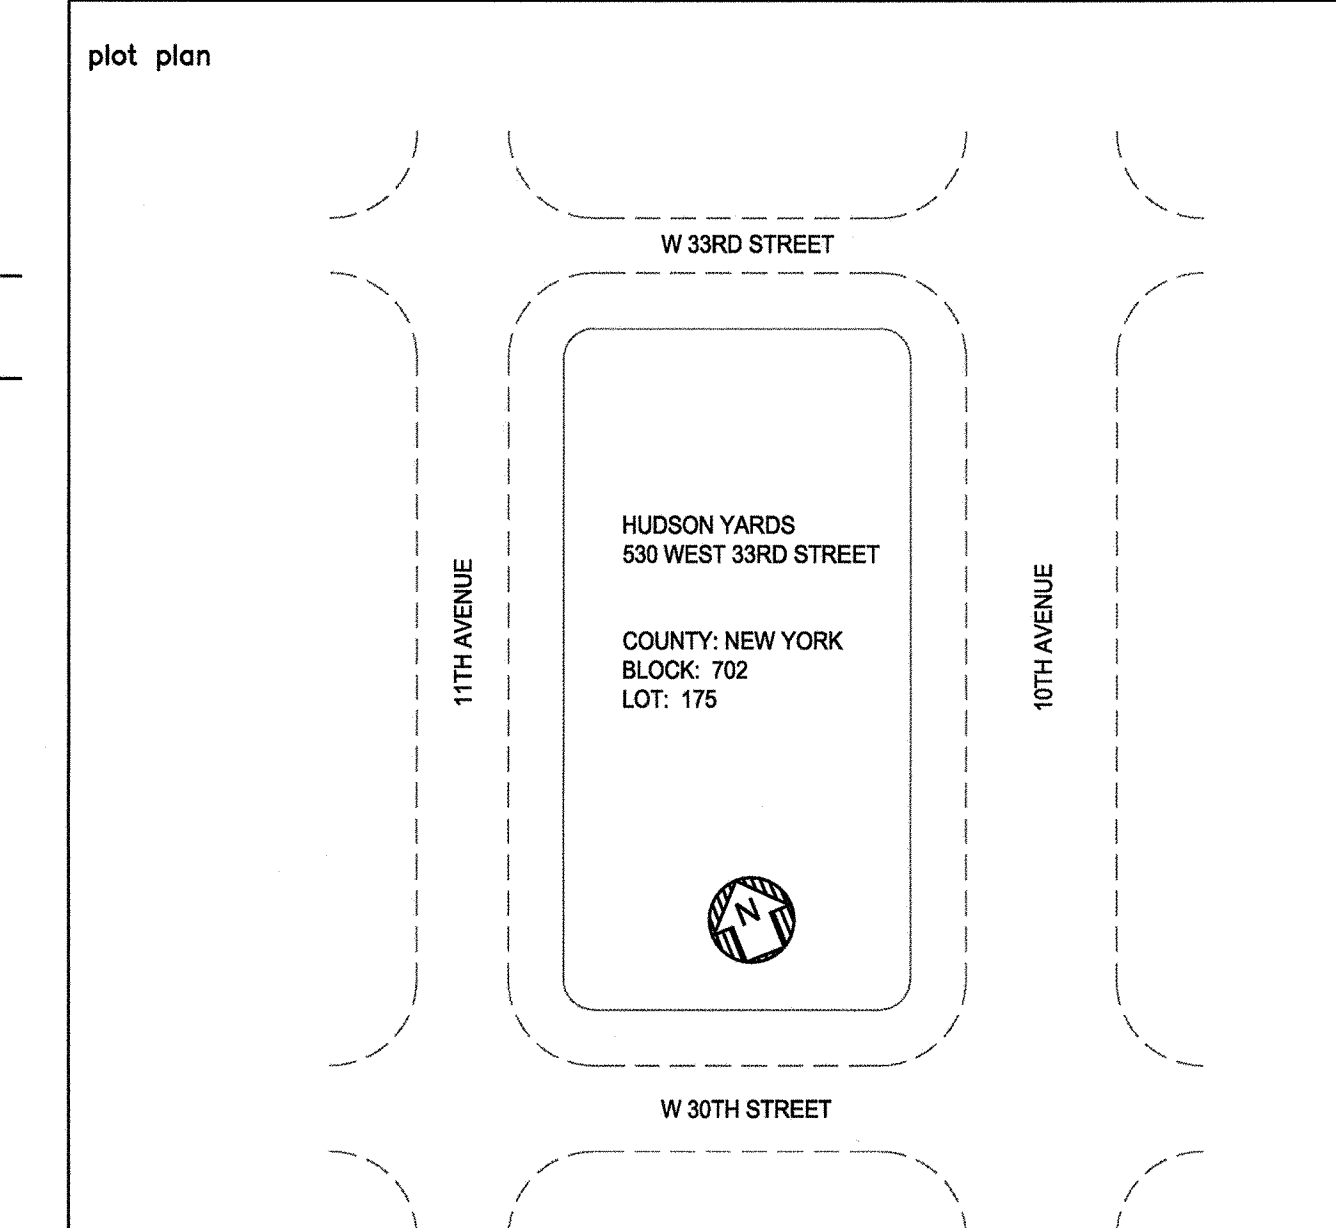 plot plan
W 33RD STREET
HUDSON YARDS
530 WEST 33RD STREET
11TH AVENUE
10TH AVENUE
COUNTY: NEW YORK
BLOCK: 702
LOT: 175
N
W 30TH STREET